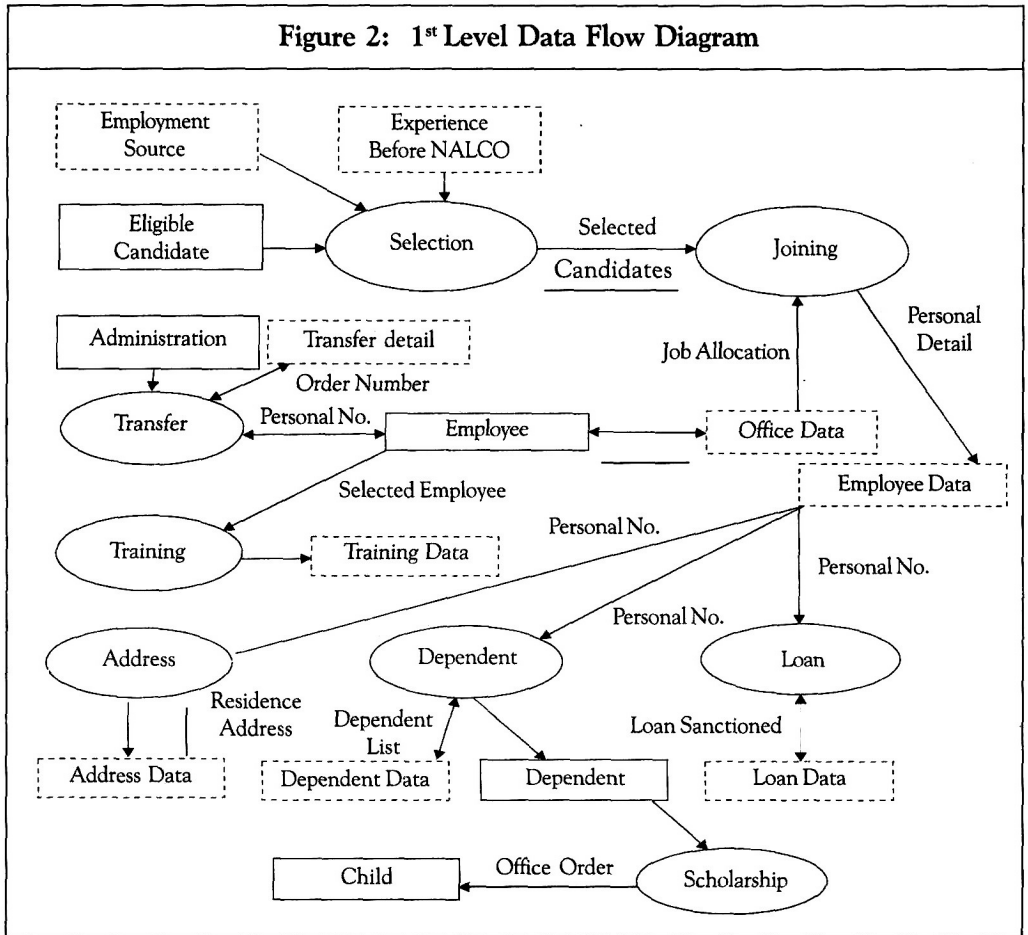 Figure 2: 1st Level Data Flow Diagram
Employment
Source
Experience
Before NALCO
Eligible
Candidate
Selection
Selected
Candidates
Joining
Administration
Transfer detail
Order Number
Job Allocation
Personal
Detail
Transfer
Personal No.
Employee
Office Data
Selected Employee
Employee Data
Training
Training Data
Personal No.
Personal No.
Personal No.
Address
Dependent
Loan
Residence
Address
Dependent
List
Loan Sanctioned
Address Data
Dependent Data
Dependent
Loan Data
Child
Office Order
Scholarship